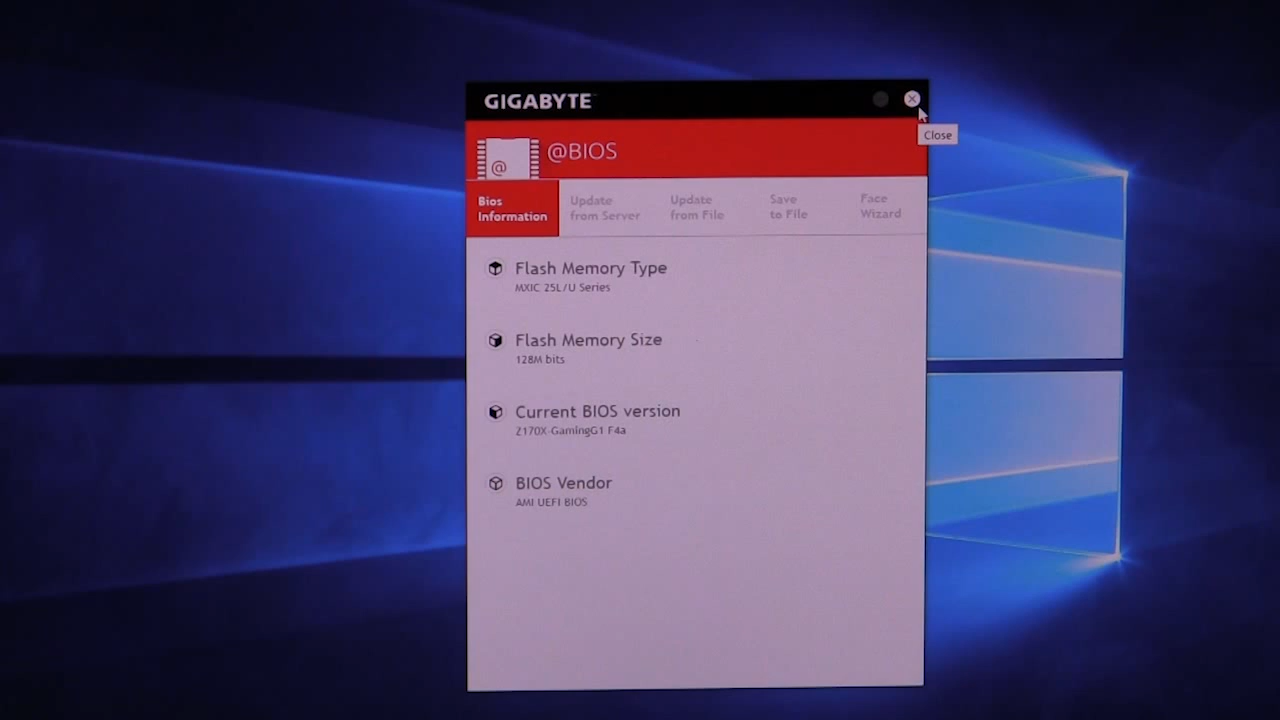 GIGABYTE™
Close
@
@BIOS
Bios
Information
Update
from Server
Update
from File
Save
to File
Face
Wizard
Flash Memory Type
MXIC 25L/U Series
Flash Memory Size
128M bits
Current BIOS version
Z170X-GamingG1 F4a
BIOS Vendor
AMI UEFI BIOS